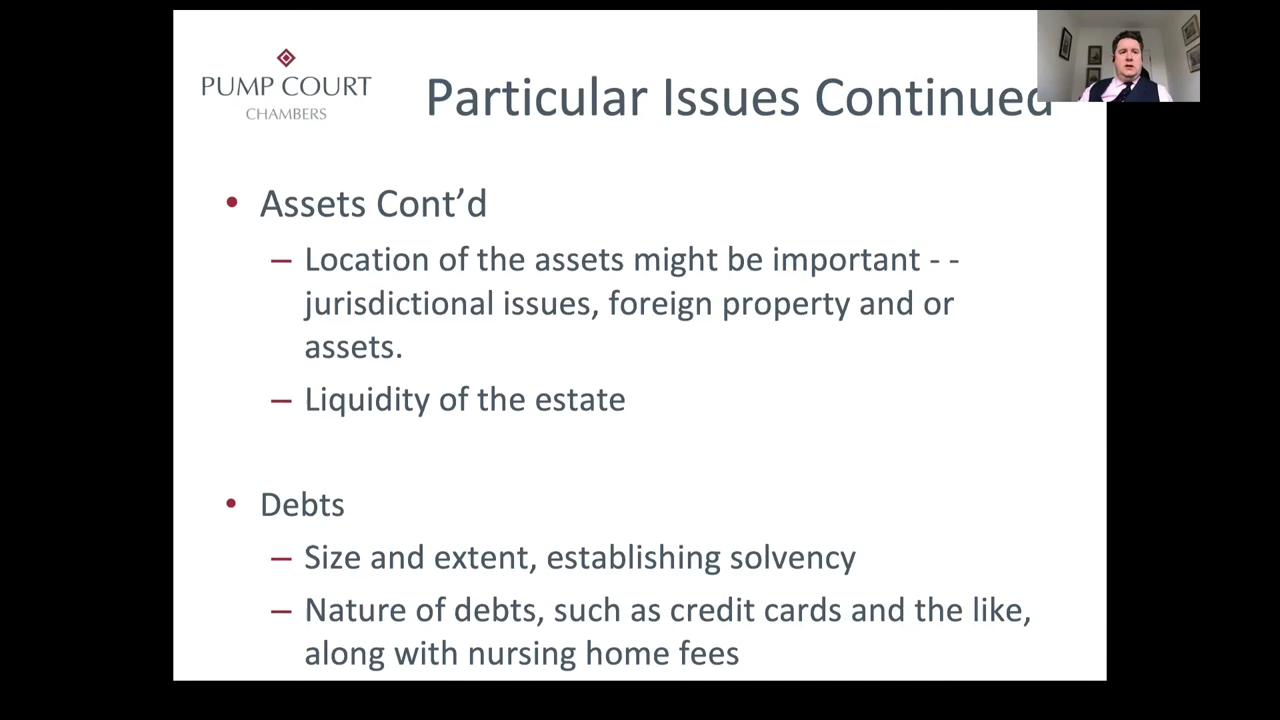 PUMP COURT
CHAMBERS
Particular Issues Continued
• Assets Cont’d
– Location of the assets might be important - -
jurisdictional issues, foreign property and or
assets.
– Liquidity of the estate
• Debts
– Size and extent, establishing solvency
– Nature of debts, such as credit cards and the like,
along with nursing home fees